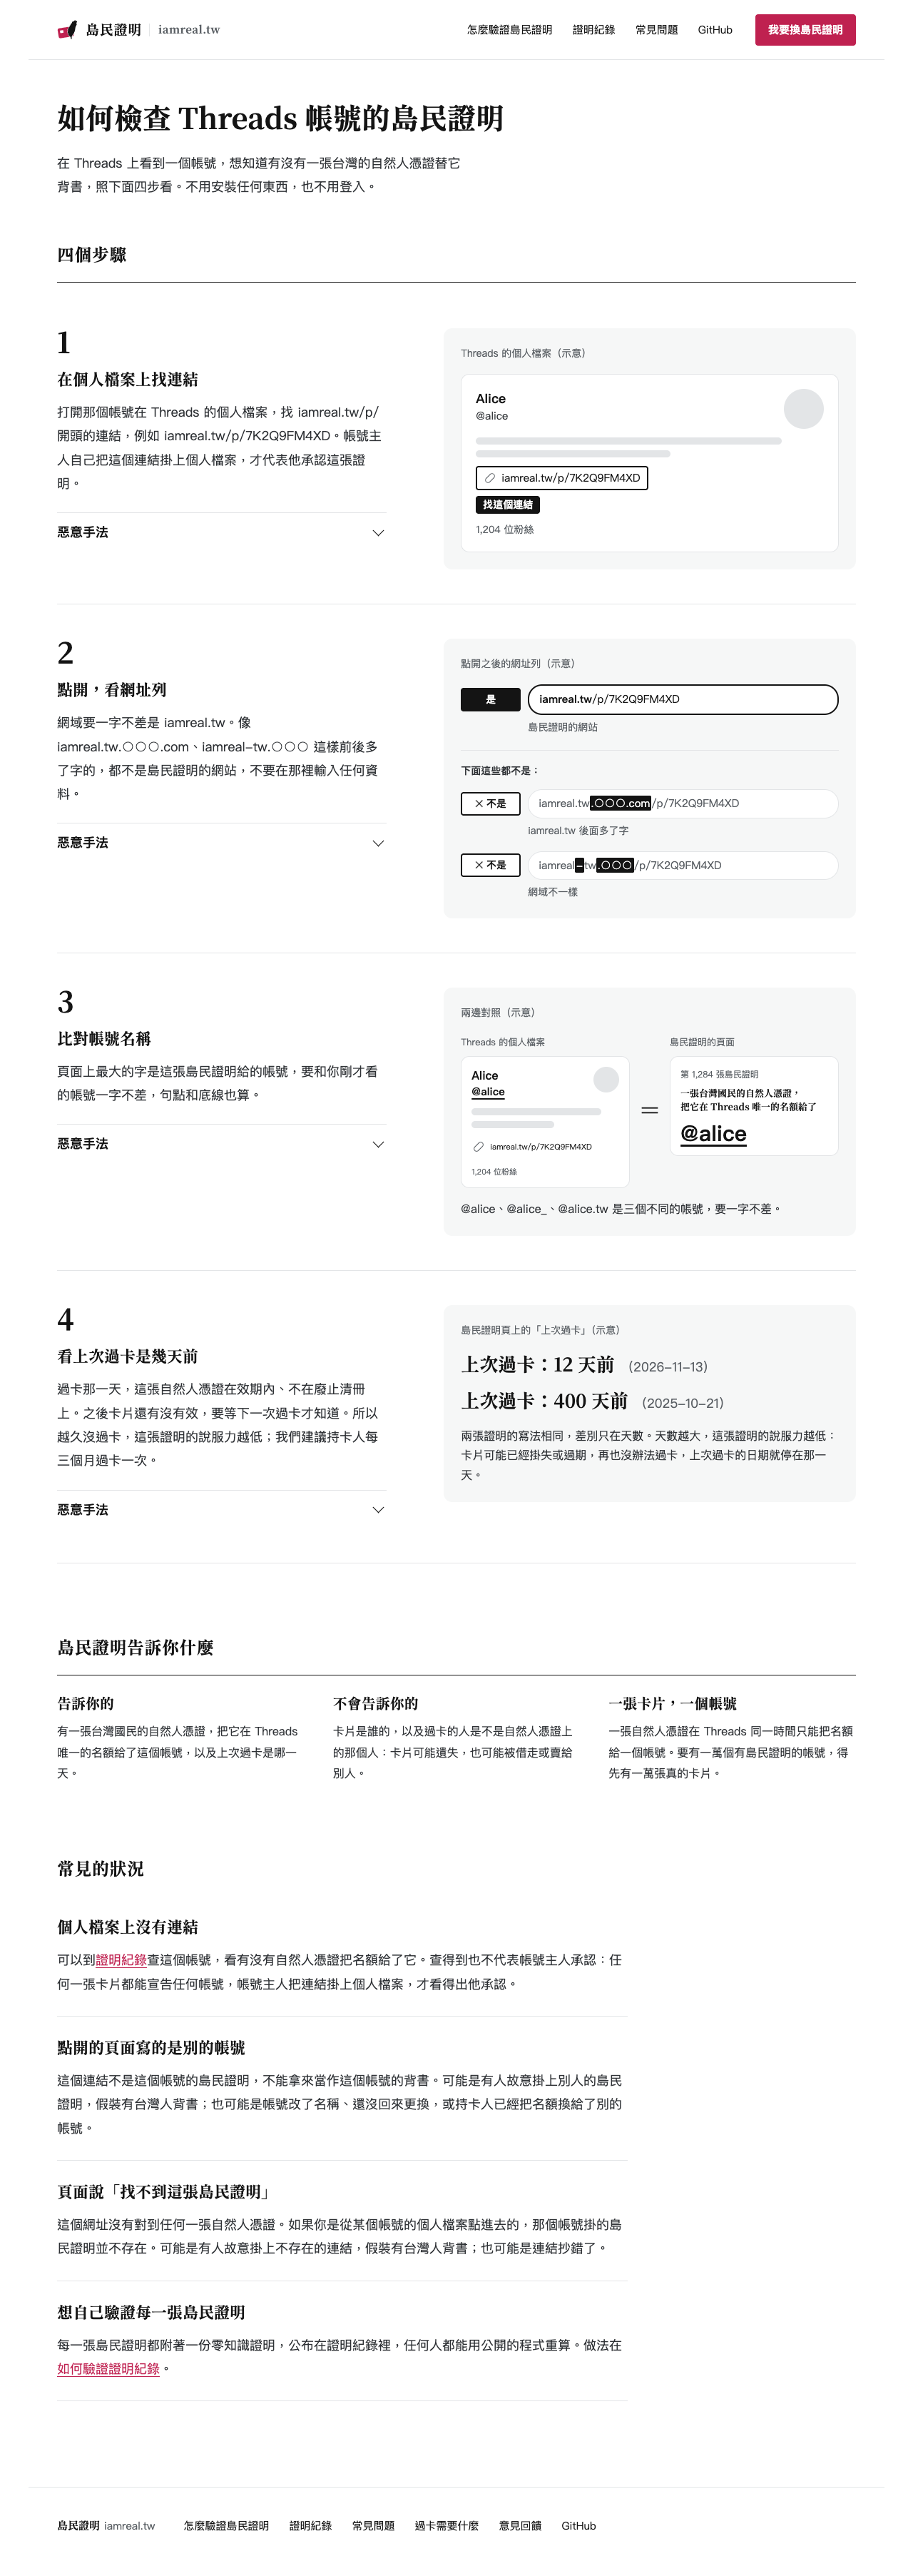 島民證明 iamreal.tw 怎麼驗證島民證明 證明紀錄 常見問題 GitHub 我要換島民證明
如何檢查 Threads 帳號的島民證明
在 Threads 上看到一個帳號，想知道有沒有一張台灣的自然人憑證替它
背書，照下面四步看。不用安裝任何東西，也不用登入。
四個步驟
1
在個人檔案上找連結
打開那個帳號在 Threads 的個人檔案，找 iamreal.tw/p/
開頭的連結，例如 iamreal.tw/p/7K2Q9FM4XD。帳號主
人自己把這個連結掛上個人檔案，才代表他承認這張證
明。
惡意手法
Threads 的個人檔案（示意）
Alice
@alice
iamreal.tw/p/7K2Q9FM4XD
找這個連結
1,204 位粉絲
2
點開，看網址列
網域要一字不差是 iamreal.tw。像
iamreal.tw.○○○.com、iamreal-tw.○○○ 這樣前後多
了字的，都不是島民證明的網站，不要在那裡輸入任何資
料。
惡意手法
點開之後的網址列（示意）
是 iamreal.tw/p/7K2Q9FM4XD
島民證明的網站
下面這些都不是：
× 不是 iamreal.tw.○○○.com/p/7K2Q9FM4XD
iamreal.tw 後面多了字
× 不是 iamreal-tw.○○○/p/7K2Q9FM4XD
網域不一樣
3
比對帳號名稱
頁面上最大的字是這張島民證明給的帳號，要和你剛才看
的帳號一字不差，句點和底線也算。
惡意手法
兩邊對照（示意）
Threads 的個人檔案
Alice
@alice
iamreal.tw/p/7K2Q9FM4XD
1,204 位粉絲
=
島民證明的頁面
第 1,284 張島民證明
一張台灣國民的自然人憑證，
把它在 Threads 唯一的名額給了
@alice
@alice、@alice_、@alice.tw 是三個不同的帳號，要一字不差。
4
看上次過卡是幾天前
過卡那一天，這張自然人憑證在效期內、不在廢止清冊
上。之後卡片還有沒有效，要等下一次過卡才知道。所以
越久沒過卡，這張證明的說服力越低；我們建議持卡人每
三個月過卡一次。
惡意手法
島民證明頁上的「上次過卡」（示意）
上次過卡：12 天前 （2026-11-13）
上次過卡：400 天前 （2025-10-21）
兩張證明的寫法相同，差別只在天數。天數越大，這張證明的說服力越低：
卡片可能已經掛失或過期，再也沒辦法過卡，上次過卡的日期就停在那一
天。
島民證明告訴你什麼
告訴你的
有一張台灣國民的自然人憑證，把它在 Threads
唯一的名額給了這個帳號，以及上次過卡是哪一
天。
不會告訴你的
卡片是誰的，以及過卡的人是不是自然人憑證上
的那個人：卡片可能遺失，也可能被借走或賣給
別人。
一張卡片，一個帳號
一張自然人憑證在 Threads 同一時間只能把名額
給一個帳號。要有一萬個有島民證明的帳號，得
先有一萬張真的卡片。
常見的狀況
個人檔案上沒有連結
可以到證明紀錄查這個帳號，看有沒有自然人憑證把名額給了它。查得到也不代表帳號主人承認：任
何一張卡片都能宣告任何帳號，帳號主人把連結掛上個人檔案，才看得出他承認。
點開的頁面寫的是別的帳號
這個連結不是這個帳號的島民證明，不能拿來當作這個帳號的背書。可能是有人故意掛上別人的島民
證明，假裝有台灣人背書；也可能是帳號改了名稱、還沒回來更換，或持卡人已經把名額換給了別的
帳號。
頁面說「找不到這張島民證明」
這個網址沒有對到任何一張自然人憑證。如果你是從某個帳號的個人檔案點進去的，那個帳號掛的島
民證明並不存在。可能是有人故意掛上不存在的連結，假裝有台灣人背書；也可能是連結抄錯了。
想自己驗證每一張島民證明
每一張島民證明都附著一份零知識證明，公布在證明紀錄裡，任何人都能用公開的程式重算。做法在
如何驗證證明紀錄。
島民證明 iamreal.tw 怎麼驗證島民證明 證明紀錄 常見問題 過卡需要什麼 意見回饋 GitHub